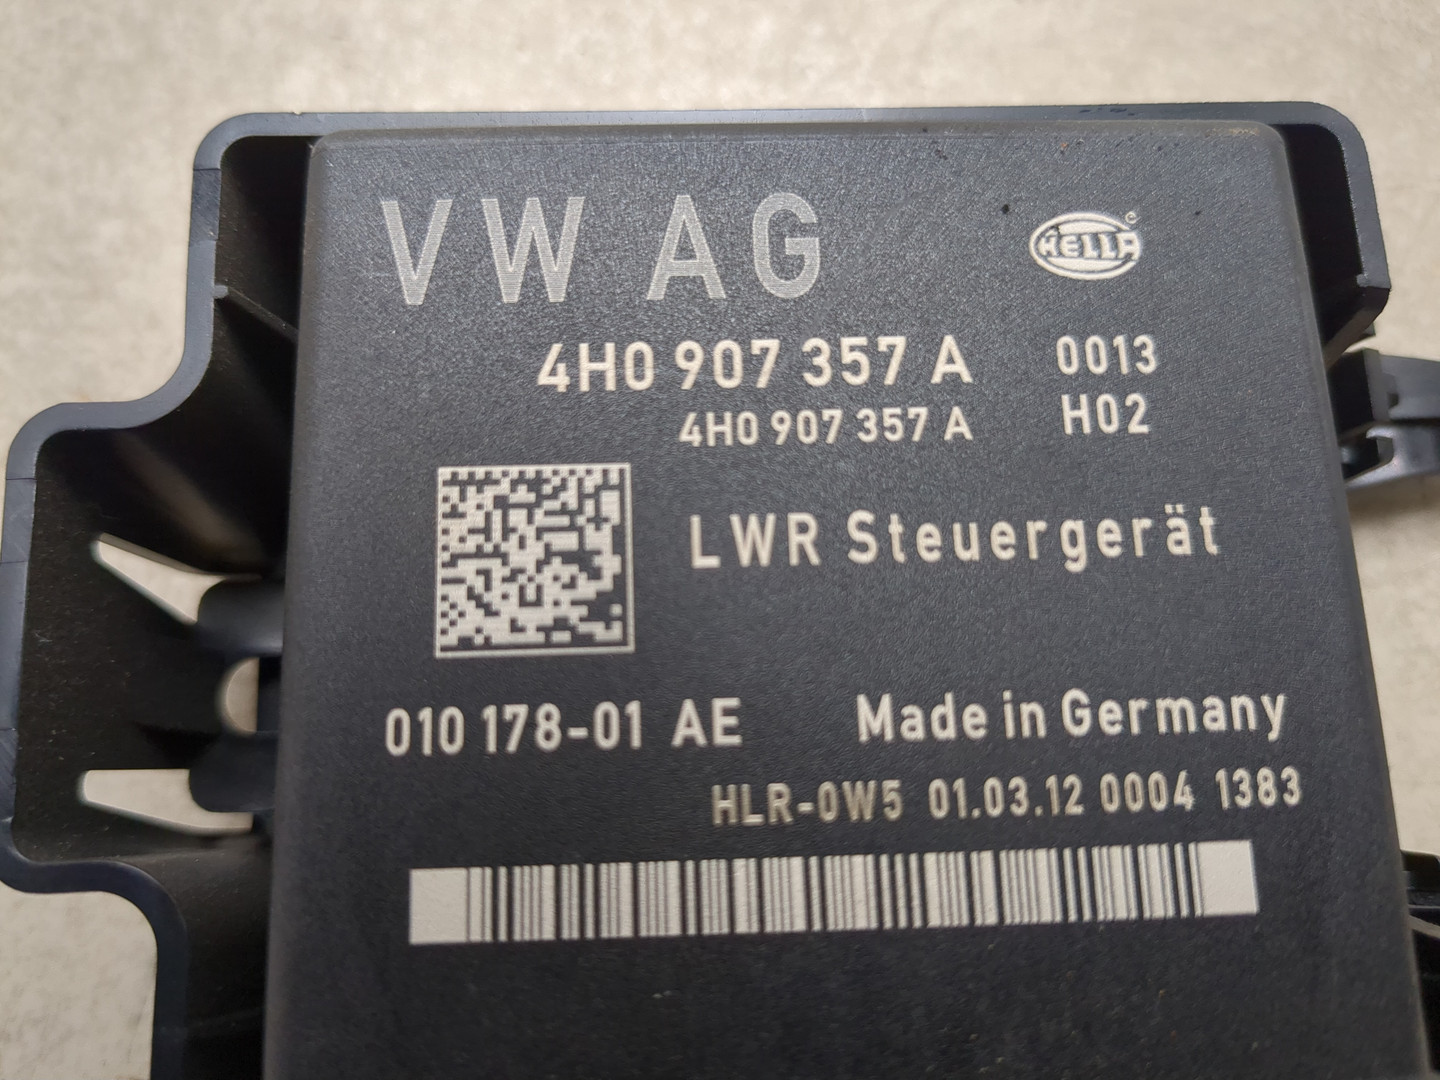 VW AG
HELLA
4H0 907 357 A 0013
4H0 907 357 A H02
LWR Steuergerät
010 178-01 AE Made in Germany
HLR-0W5 01.03.12 0004 1383